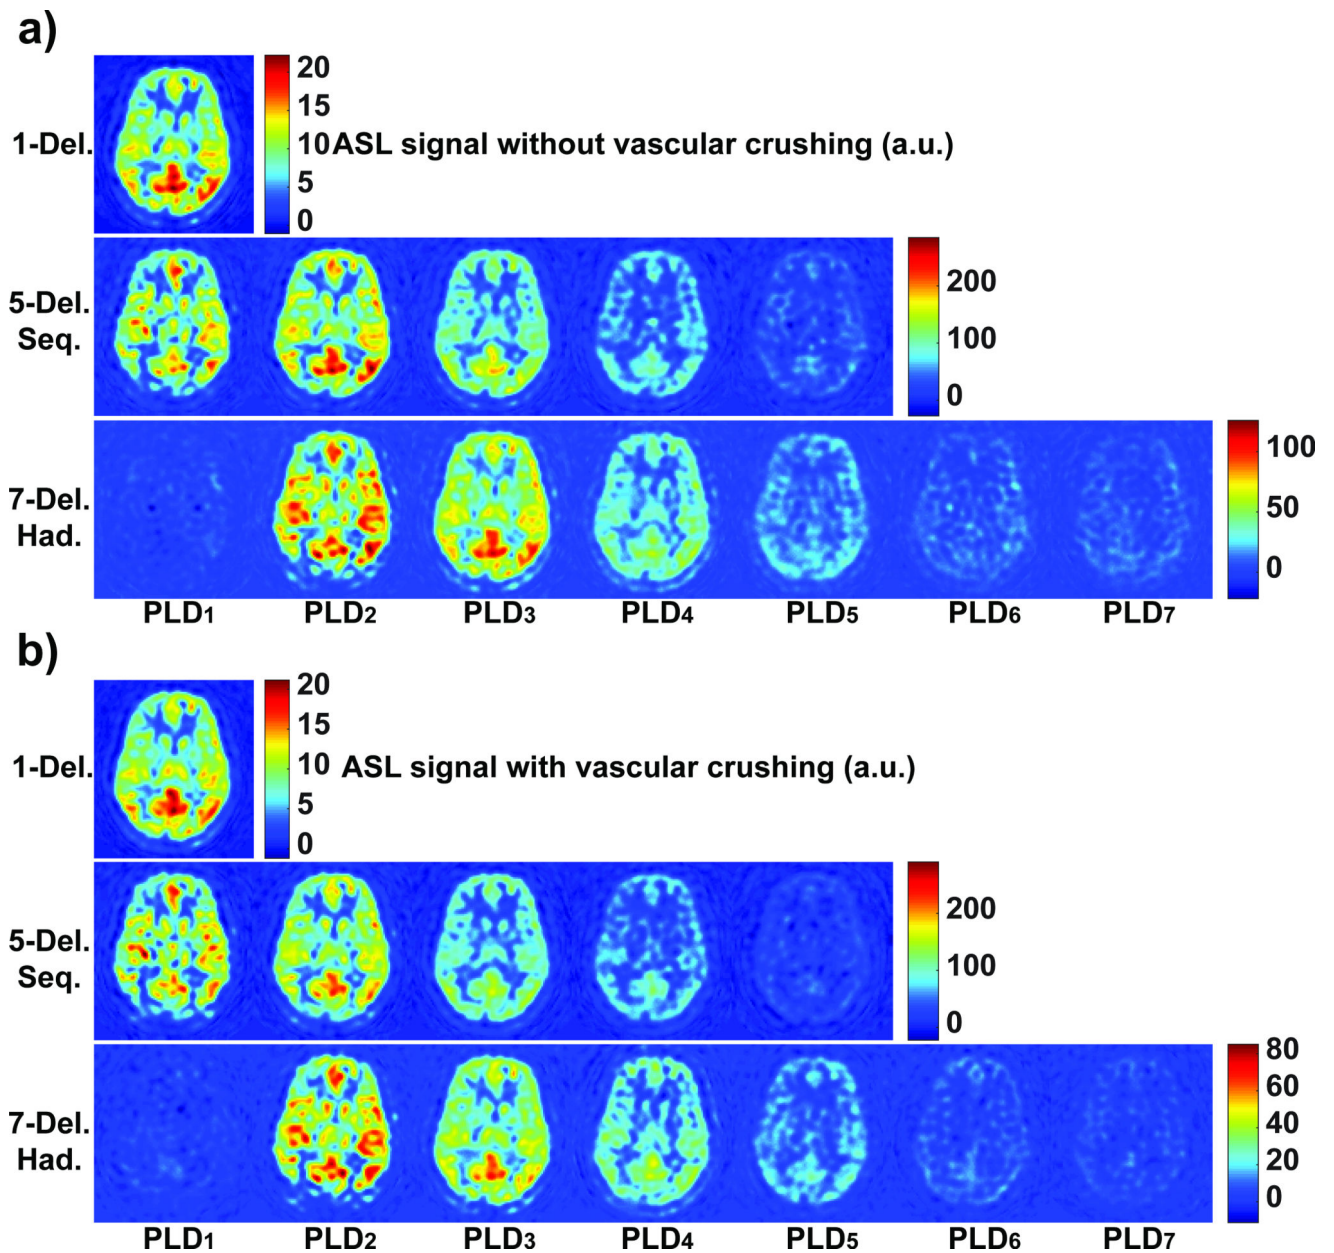 a)
1-Del.
20
15
10
5
0
ASL signal without vascular crushing (a.u.)
5-Del.
Seq.
200
100
0
7-Del.
Had.
100
50
0
PLD1 PLD2 PLD3 PLD4 PLD5 PLD6 PLD7
b)
1-Del.
20
15
10
5
0
ASL signal with vascular crushing (a.u.)
5-Del.
Seq.
200
100
0
7-Del.
Had.
80
60
40
20
0
PLD1 PLD2 PLD3 PLD4 PLD5 PLD6 PLD7